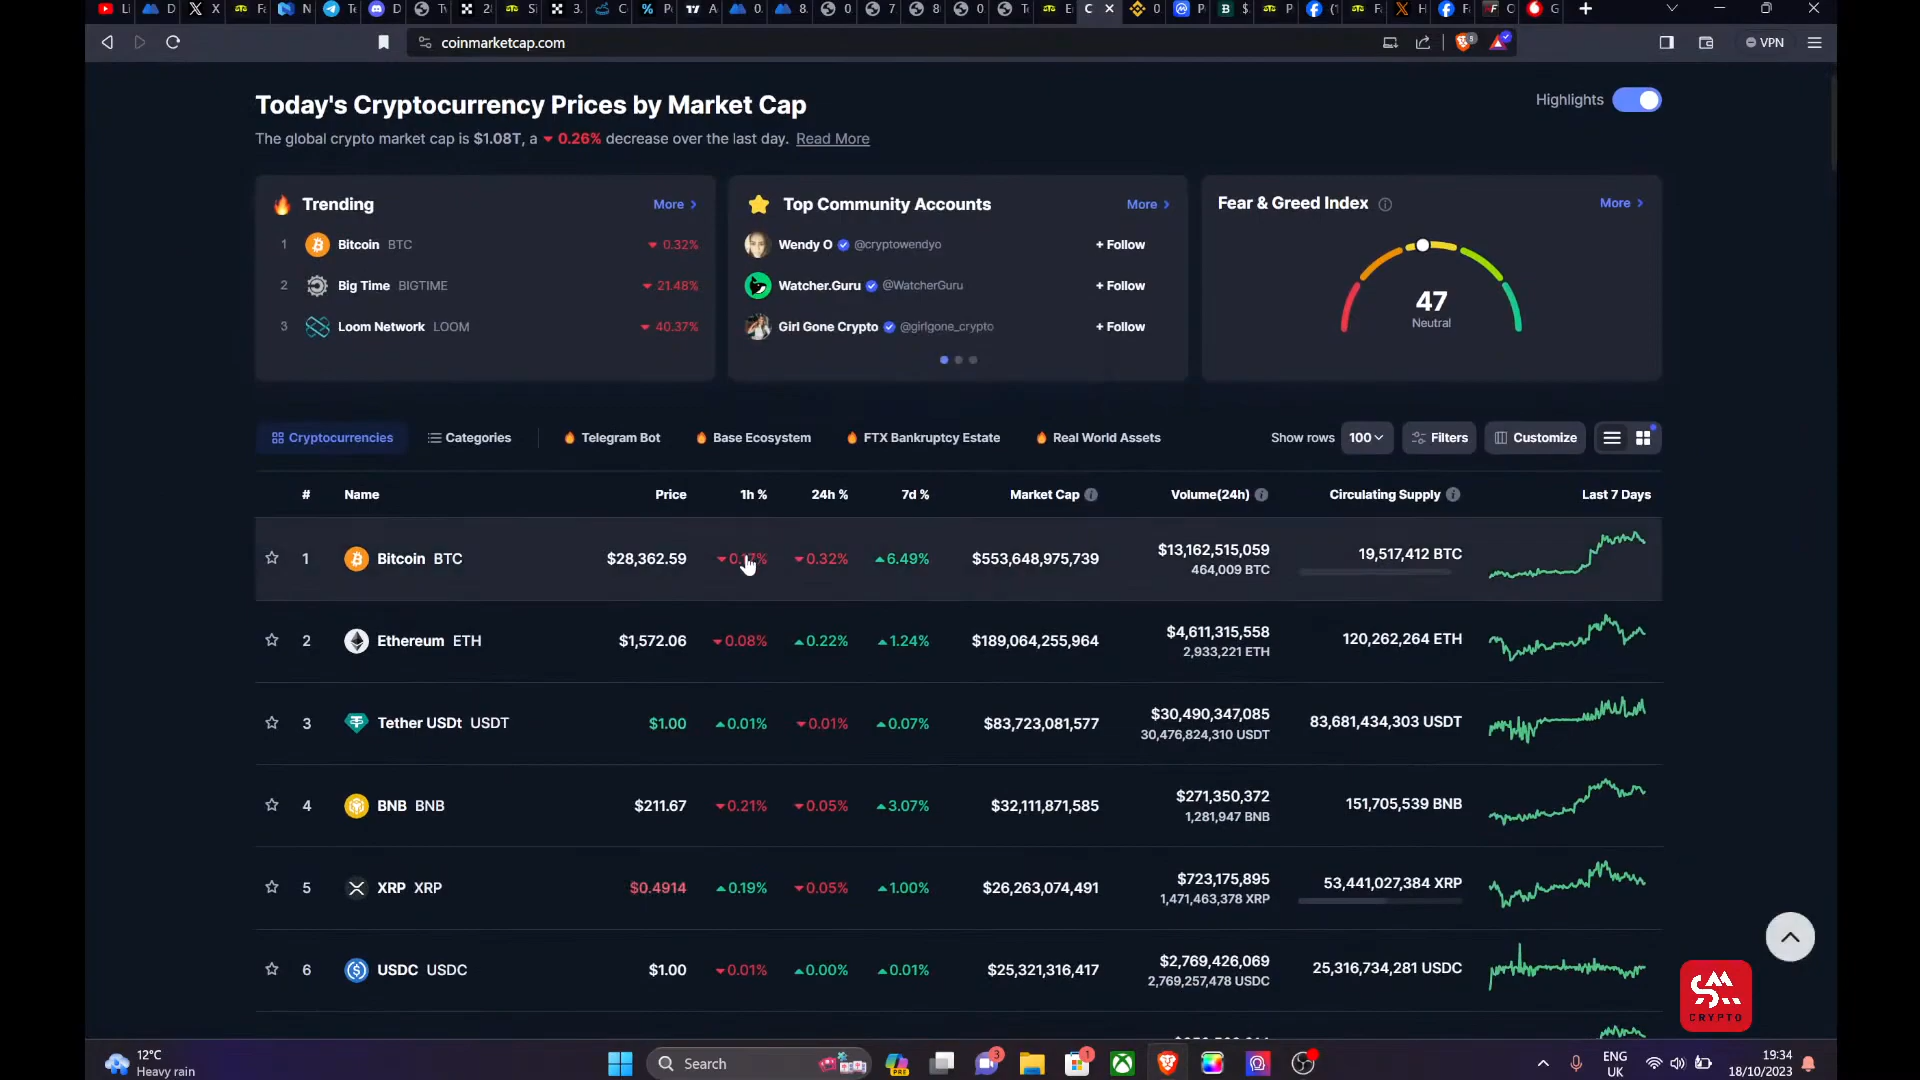 coinmarketcap.com
VPN
Today's Cryptocurrency Prices by Market Cap
Highlights
The global crypto market cap is $1.08T, a 0.26% decrease over the last day. Read More
Trending More
1 Bitcoin BTC 0.32%
2 Big Time BIGTIME 21.48%
3 Loom Network LOOM 40.37%
Top Community Accounts More
Wendy O @cryptowendyo + Follow
Watcher.Guru @WatcherGuru + Follow
Girl Gone Crypto @girlgone_crypto + Follow
Fear & Greed Index More
47
Neutral
Cryptocurrencies Categories Telegram Bot Base Ecosystem FTX Bankruptcy Estate Real World Assets Show rows 100 Filters Customize
# Name Price 1h % 24h % 7d % Market Cap Volume(24h) Circulating Supply Last 7 Days
1 Bitcoin BTC $28,362.59 0.32% 6.49% $553,648,975,739 $13,162,515,059 19,517,412 BTC
464,009 BTC
2 Ethereum ETH $1,572.06 0.08% 0.22% 1.24% $189,064,255,964 $4,611,315,558 120,262,264 ETH
2,933,221 ETH
3 Tether USDt USDT $1.00 0.01% 0.01% 0.07% $83,723,081,577 $30,490,347,085 83,681,434,303 USDT
30,476,824,310 USDT
4 BNB BNB $211.67 0.21% 0.05% 3.07% $32,111,871,585 $271,350,372 151,705,539 BNB
1,281,947 BNB
5 XRP XRP $0.4914 0.19% 0.05% 1.00% $26,263,074,491 $723,175,895 53,441,027,384 XRP
1,471,463,378 XRP
6 USDC USDC $1.00 0.01% 0.00% 0.01% $25,321,316,417 $2,769,426,069 25,316,734,281 USDC
2,769,257,478 USDC
CRYPTO
12°C
Heavy rain
Search
ENG
UK
19:34
18/10/2023